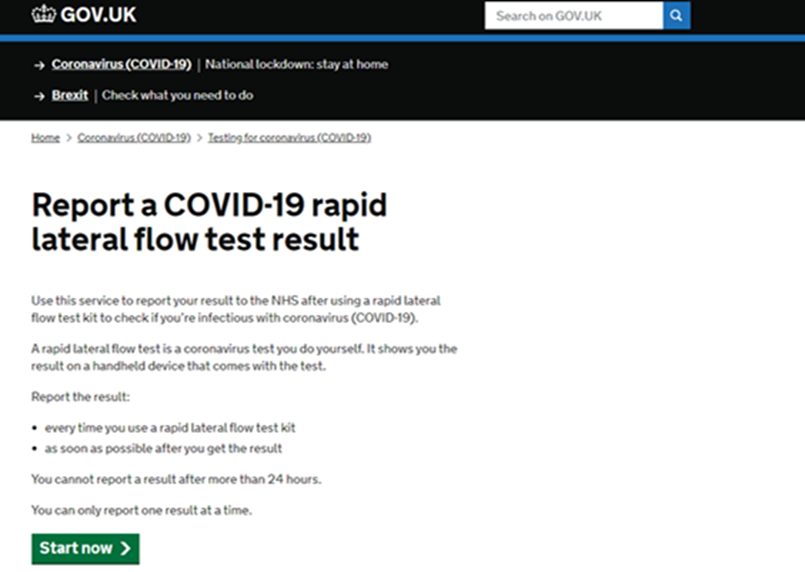 GOV.UK
Search on GOV.UK
→ Coronavirus (COVID-19) | National lockdown: stay at home
→ Brexit | Check what you need to do
Home > Coronavirus (COVID-19) > Testing for coronavirus (COVID-19)
Report a COVID-19 rapid
lateral flow test result
Use this service to report your result to the NHS after using a rapid lateral
flow test kit to check if you're infectious with coronavirus (COVID-19).
A rapid lateral flow test is a coronavirus test you do yourself. It shows you the
result on a handheld device that comes with the test.
Report the result:
• every time you use a rapid lateral flow test kit
• as soon as possible after you get the result
You cannot report a result after more than 24 hours.
You can only report one result at a time.
Start now >